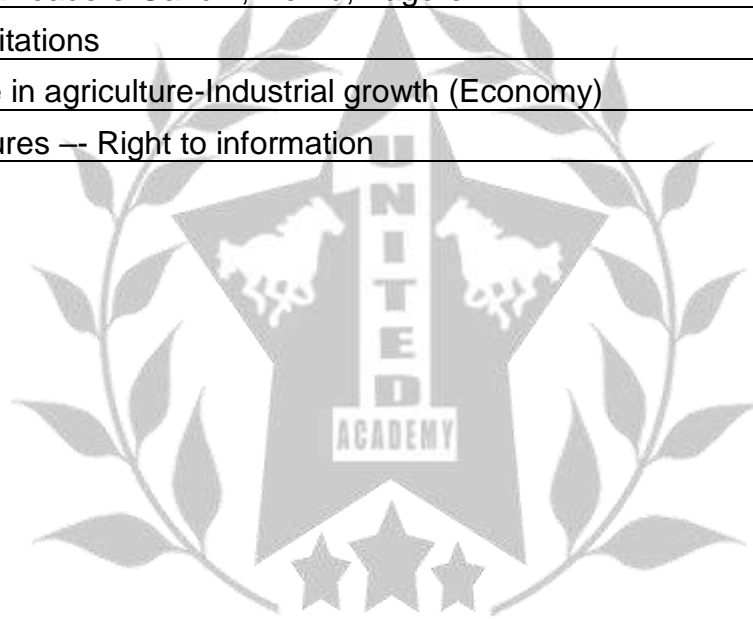 itations
in agriculture-Industrial growth (Economy)
ures –- Right to information
UNITED
ACADEMY